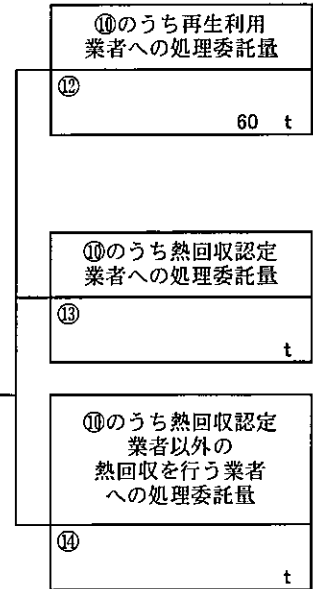 ⑩のうち再生利用
業者への処理委託量
⑫
60 t
⑩のうち熱回収認定
業者への処理委託量
⑬
t
⑩のうち熱回収認定
業者以外の
熱回収を行う業者
への処理委託量
⑭
t